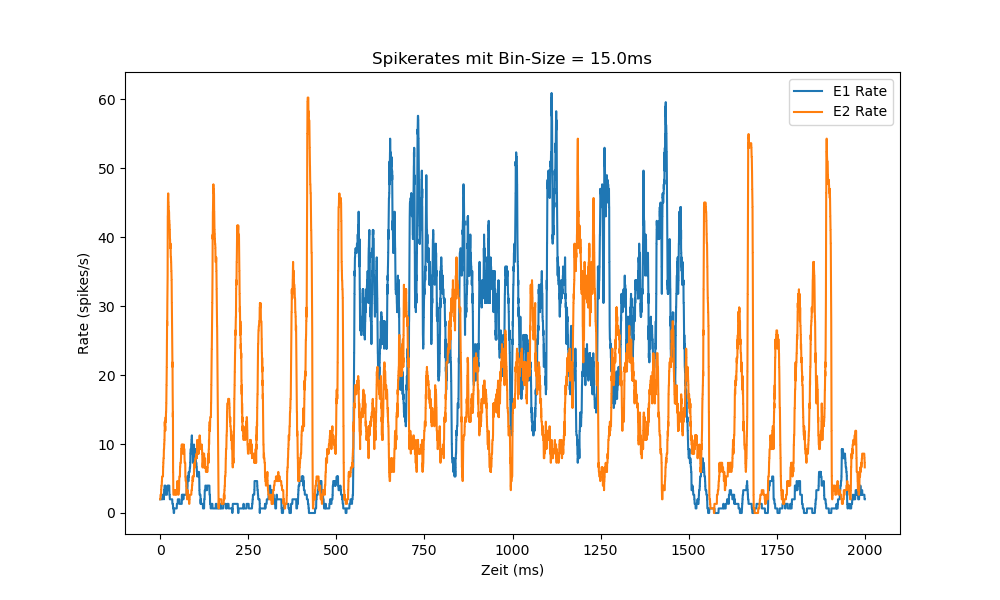 Spikerates mit Bin-Size = 15.0ms
E1 Rate
E2 Rate
60
50
40
30
20
10
0
Rate (spikes/s)
0 250 500 750 1000 1250 1500 1750 2000
Zeit (ms)